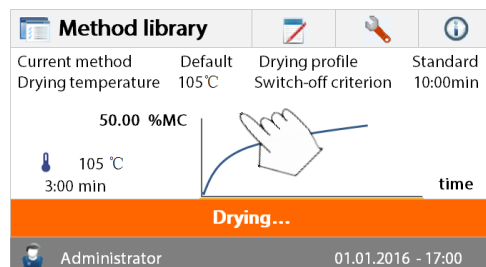 Method library
Current method Default Drying profile Standard
Drying temperature 105℃ Switch-off criterion 10:00min
50.00 %MC
105 ℃
3:00 min
time
Drying...
Administrator 01.01.2016 - 17:00